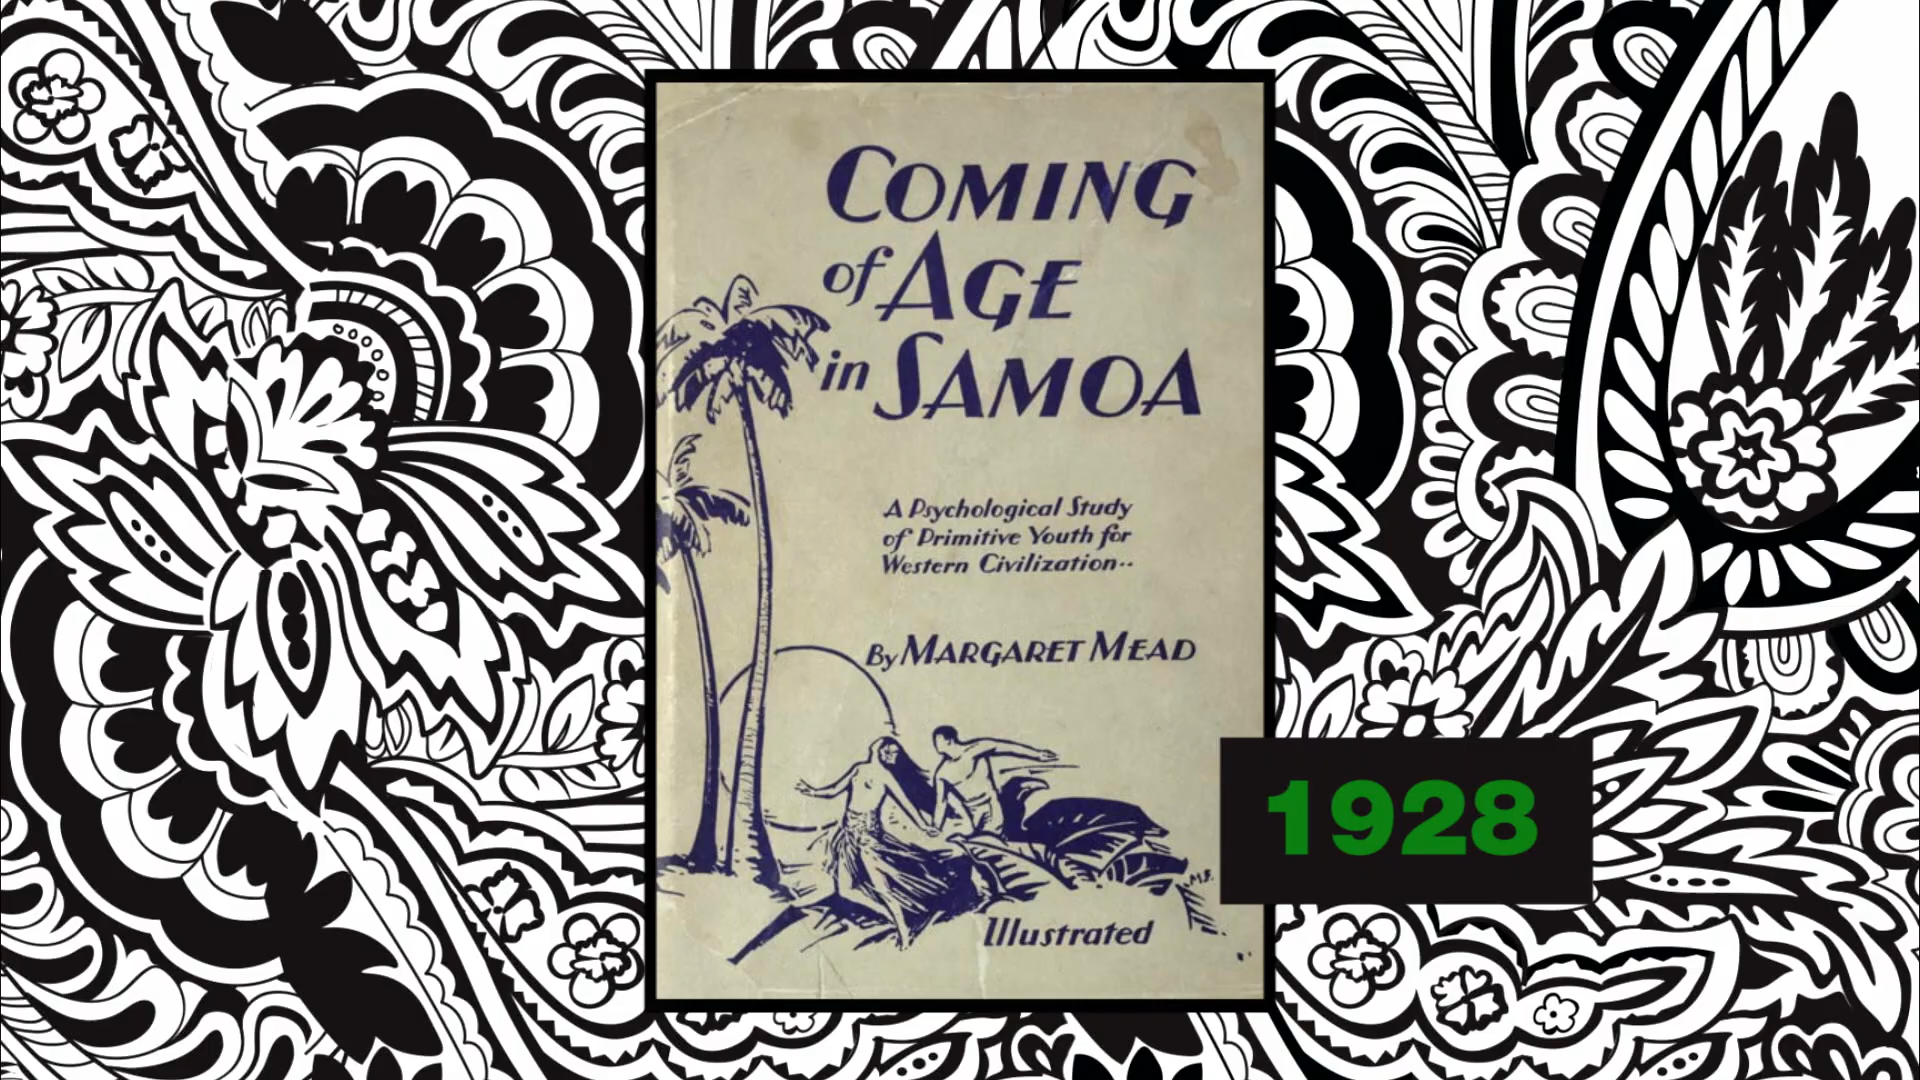 COMING
of AGE
in SAMOA
A Psychological Study
of Primitive Youth for
Western Civilization--
By MARGARET MEAD
M.F.
Illustrated
1928